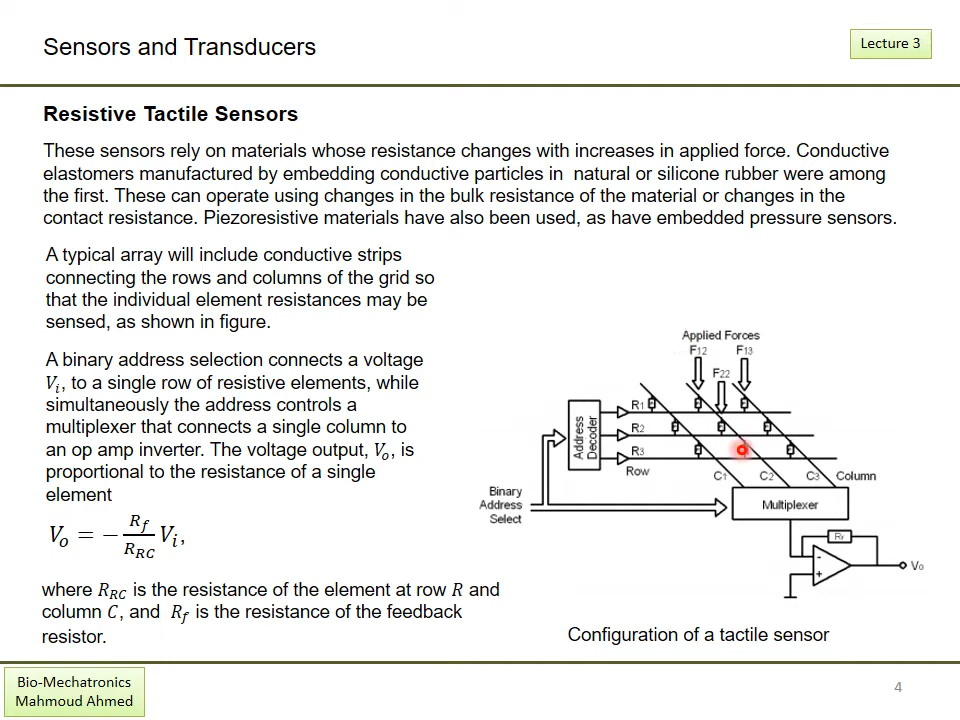 Sensors and Transducers
Lecture 3
Resistive Tactile Sensors
These sensors rely on materials whose resistance changes with increases in applied force. Conductive
elastomers manufactured by embedding conductive particles in natural or silicone rubber were among
the first. These can operate using changes in the bulk resistance of the material or changes in the
contact resistance. Piezoresistive materials have also been used, as have embedded pressure sensors.
A typical array will include conductive strips
connecting the rows and columns of the grid so
that the individual element resistances may be
sensed, as shown in figure.
A binary address selection connects a voltage
V_i, to a single row of resistive elements, while
simultaneously the address controls a
multiplexer that connects a single column to
an op amp inverter. The voltage output, V_o, is
proportional to the resistance of a single
element
V_o = − R_f / R_RC V_i,
where R_RC is the resistance of the element at row R and
column C, and R_f is the resistance of the feedback
resistor.
Applied Forces
F12
F13
F22
R1
R2
R3
Address
Decoder
Row
C1
C2
C3
Column
Binary
Address
Select
Multiplexer
Rf
-
+
Vo
Configuration of a tactile sensor
Bio-Mechatronics
Mahmoud Ahmed
4